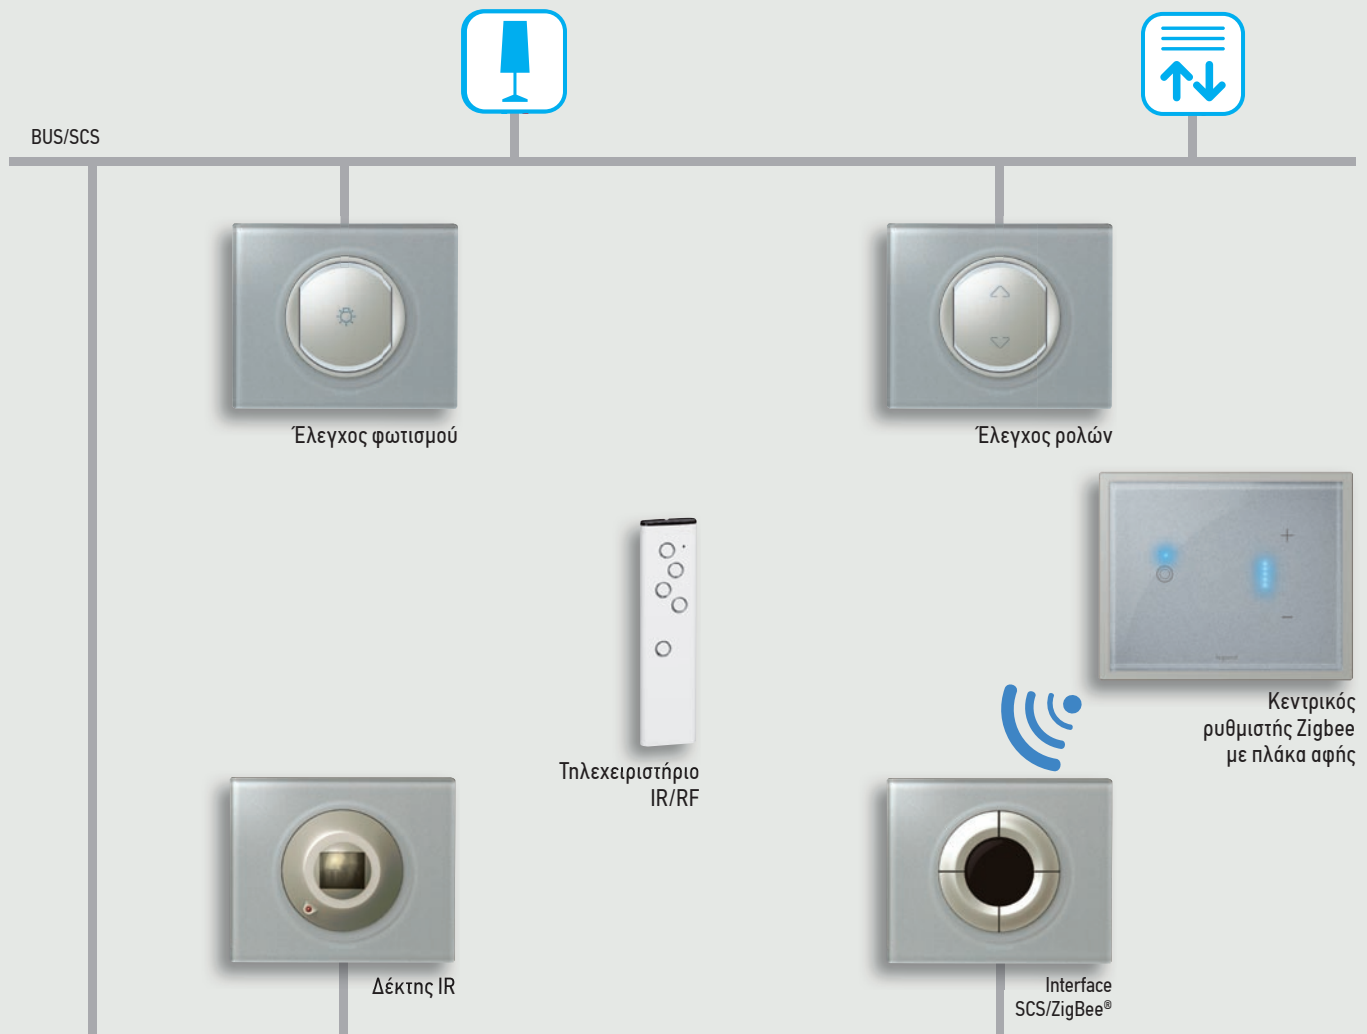 BUS/SCS
Έλεγχος φωτισμού
Έλεγχος ρολών
Κεντρικός
ρυθμιστής Zigbee
με πλάκα αφής
Τηλεχειριστήριο
IR/RF
Δέκτης IR
Interface
SCS/ZigBee®